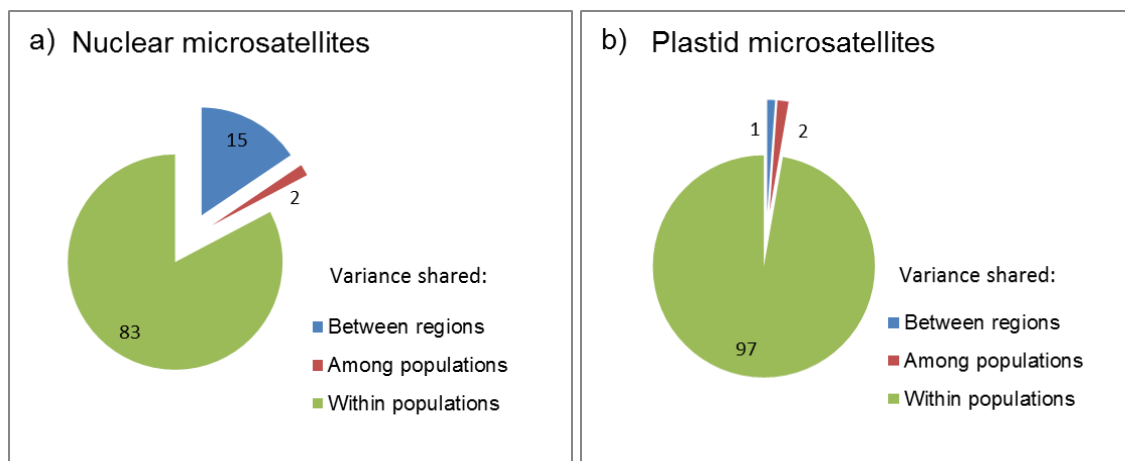 a) Nuclear microsatellites
15
2
83
Variance shared:
Between regions
Among populations
Within populations
b) Plastid microsatellites
1
2
97
Variance shared:
Between regions
Among populations
Within populations